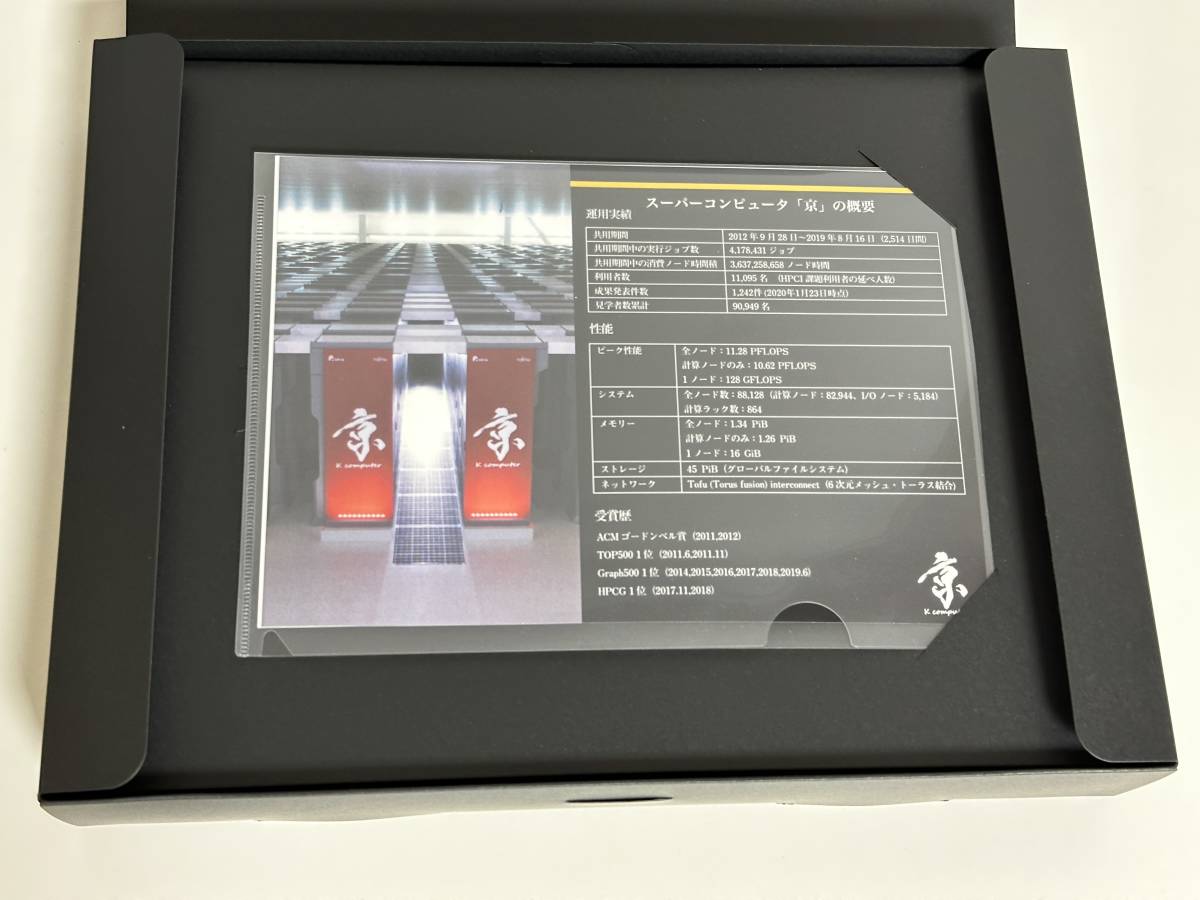 スーパーコンピュータ「京」の概要
運用実績
共用期間 2012年9月28日〜2019年8月16日（2,514日間）
共用期間中の実行ジョブ数 4,178,431 ジョブ
共用期間中の消費ノード時間積 3,637,258,658 ノード時間
利用者数 11,095名 （HPCI 課題利用者の延べ人数）
成果発表件数 1,242件(2020年1月23日時点)
見学者数累計 90,949 名
性能
ピーク性能 全ノード：11.28 PFLOPS
計算ノードのみ：10.62 PFLOPS
1 ノード：128 GFLOPS
システム 全ノード数：88,128（計算ノード：82,944、I/O ノード：5,184)
計算ラック数：864
メモリー 全ノード：1.34 PiB
計算ノードのみ：1.26 PiB
1 ノード：16 GiB
ストレージ 45 PiB（グローバルファイルシステム）
ネットワーク Tofu (Torus fusion) interconnect（6 次元メッシュ・トーラス結合)
受賞歴
ACM ゴードンベル賞（2011,2012）
TOP500 1 位（2011.6,2011.11）
Graph500 1 位（2014,2015,2016,2017,2018,2019.6）
HPCG 1 位（2017.11,2018）
京
K computer
京
K computer
京
K